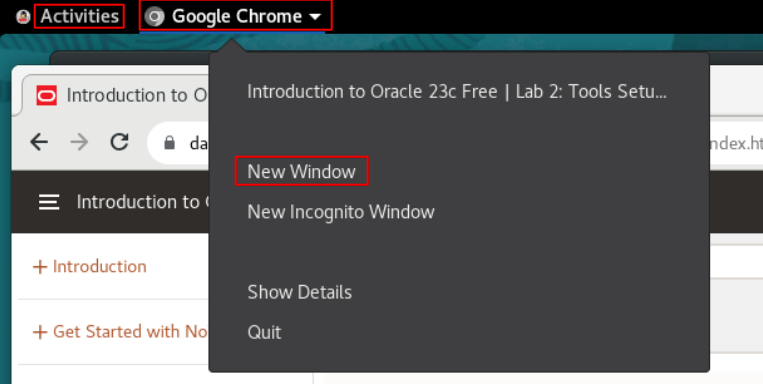 Activities
Google Chrome
Introduction to O
Introduction to Oracle 23c Free | Lab 2: Tools Setu...
da
ndex.ht
New Window
Introduction to
New Incognito Window
+ Introduction
Show Details
+ Get Started with No
Quit